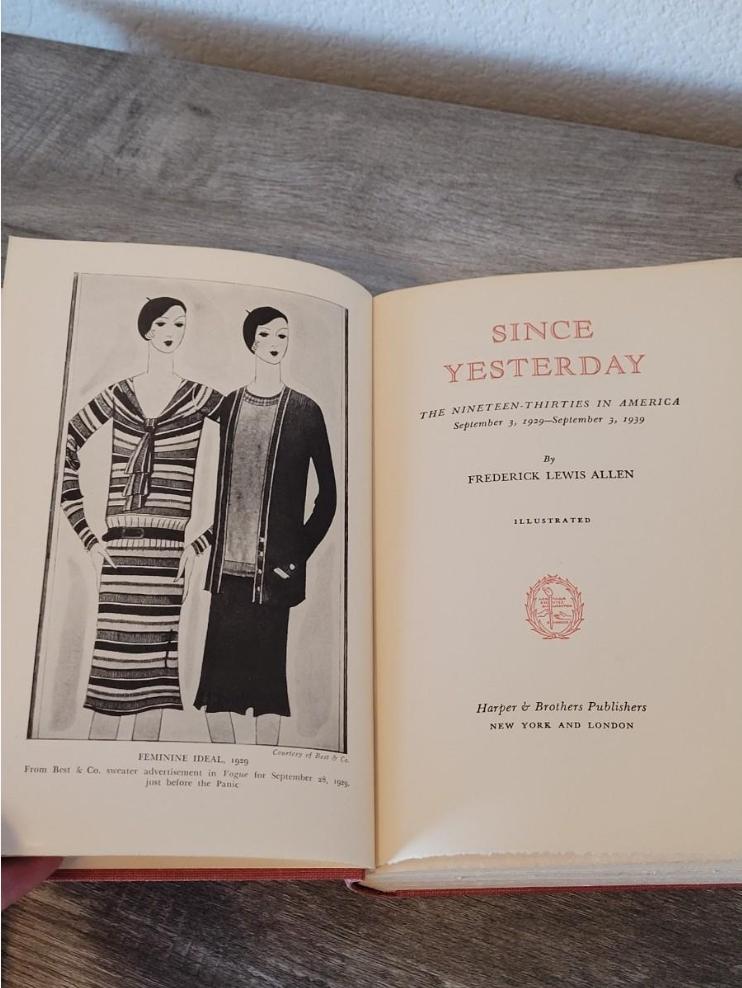 Courtesy of Best & Co.
FEMININE IDEAL, 1929
From Best & Co. sweater advertisement in Vogue for September 28, 1929,
just before the Panic
SINCE
YESTERDAY
THE NINETEEN-THIRTIES IN AMERICA
September 3, 1929—September 3, 1939
By
FREDERICK LEWIS ALLEN
ILLUSTRATED
Harper & Brothers Publishers
NEW YORK AND LONDON